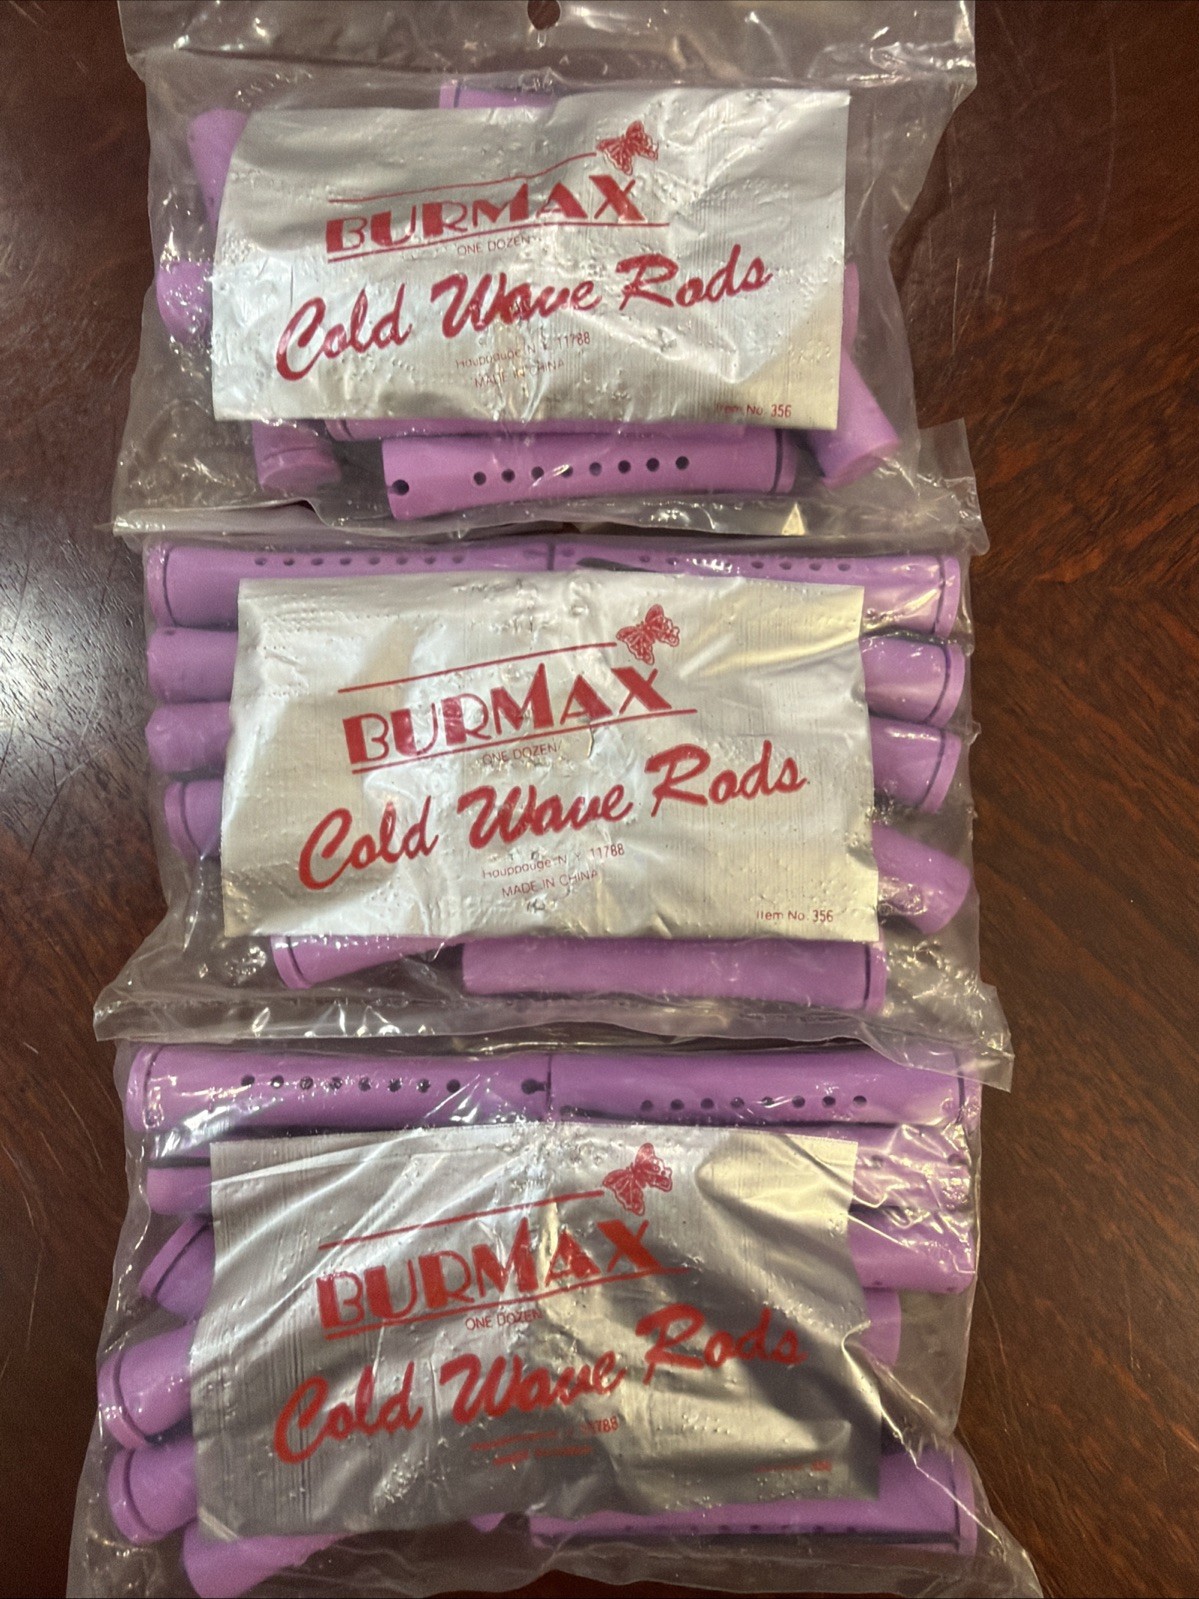 BURMAX
ONE DOZEN
Cold Wave Rods
Hauppauge N.Y. 11788
MADE IN CHINA
Item No. 356
BURMAX
ONE DOZEN
Cold Wave Rods
Hauppauge N.Y. 11788
MADE IN CHINA
Item No. 356
BURMAX
ONE DOZEN
Cold Wave Rods